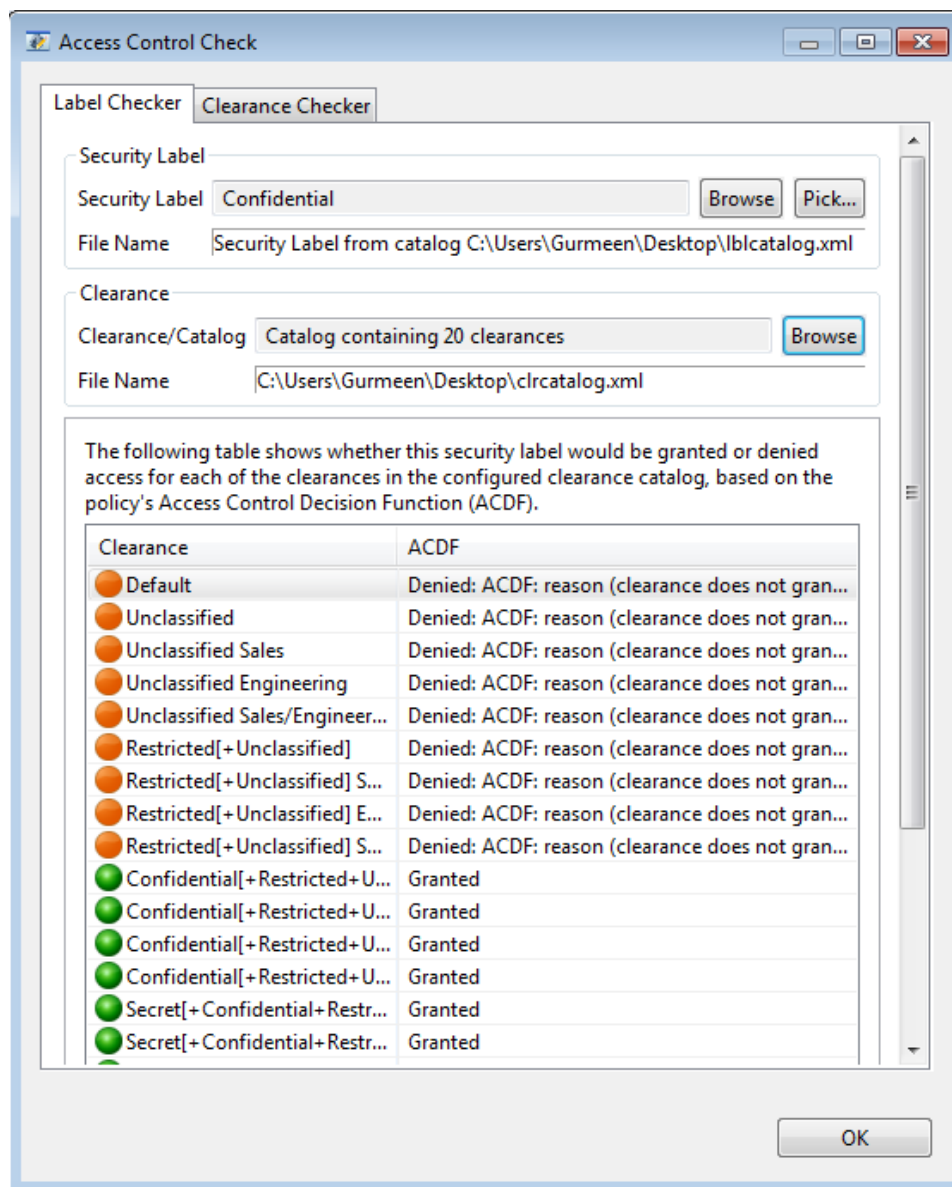 Access Control Check
Label Checker Clearance Checker
Security Label
Security Label Confidential Browse Pick...
File Name Security Label from catalog C:\Users\Gurmeen\Desktop\lblcatalog.xml
Clearance
Clearance/Catalog Catalog containing 20 clearances Browse
File Name C:\Users\Gurmeen\Desktop\clrcatalog.xml
The following table shows whether this security label would be granted or denied
access for each of the clearances in the configured clearance catalog, based on the
policy's Access Control Decision Function (ACDF).
Clearance ACDF
Default Denied: ACDF: reason (clearance does not gran...
Unclassified Denied: ACDF: reason (clearance does not gran...
Unclassified Sales Denied: ACDF: reason (clearance does not gran...
Unclassified Engineering Denied: ACDF: reason (clearance does not gran...
Unclassified Sales/Engineer... Denied: ACDF: reason (clearance does not gran...
Restricted[+Unclassified] Denied: ACDF: reason (clearance does not gran...
Restricted[+Unclassified] S... Denied: ACDF: reason (clearance does not gran...
Restricted[+Unclassified] E... Denied: ACDF: reason (clearance does not gran...
Restricted[+Unclassified] S... Denied: ACDF: reason (clearance does not gran...
Confidential[+Restricted+U... Granted
Confidential[+Restricted+U... Granted
Confidential[+Restricted+U... Granted
Confidential[+Restricted+U... Granted
Secret[+Confidential+Restr... Granted
Secret[+Confidential+Restr... Granted
OK